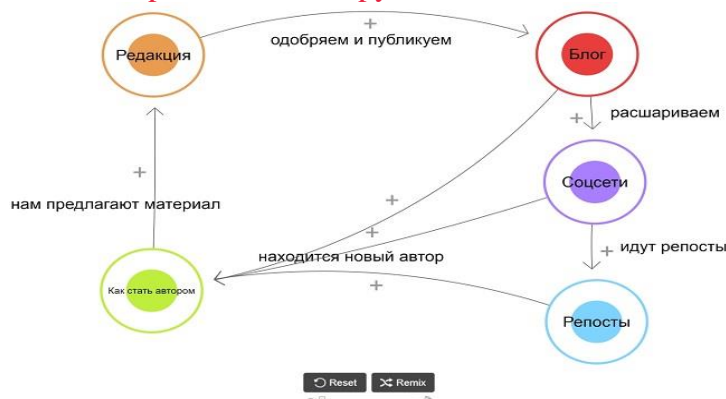 Редакция
+
одобряем и публикуем
Блог
+
расшариваем
Соцсети
+
нам предлагают материал
+
+
находится новый автор
+
+
идут репосты
Как стать автором
Репосты
Reset
Remix